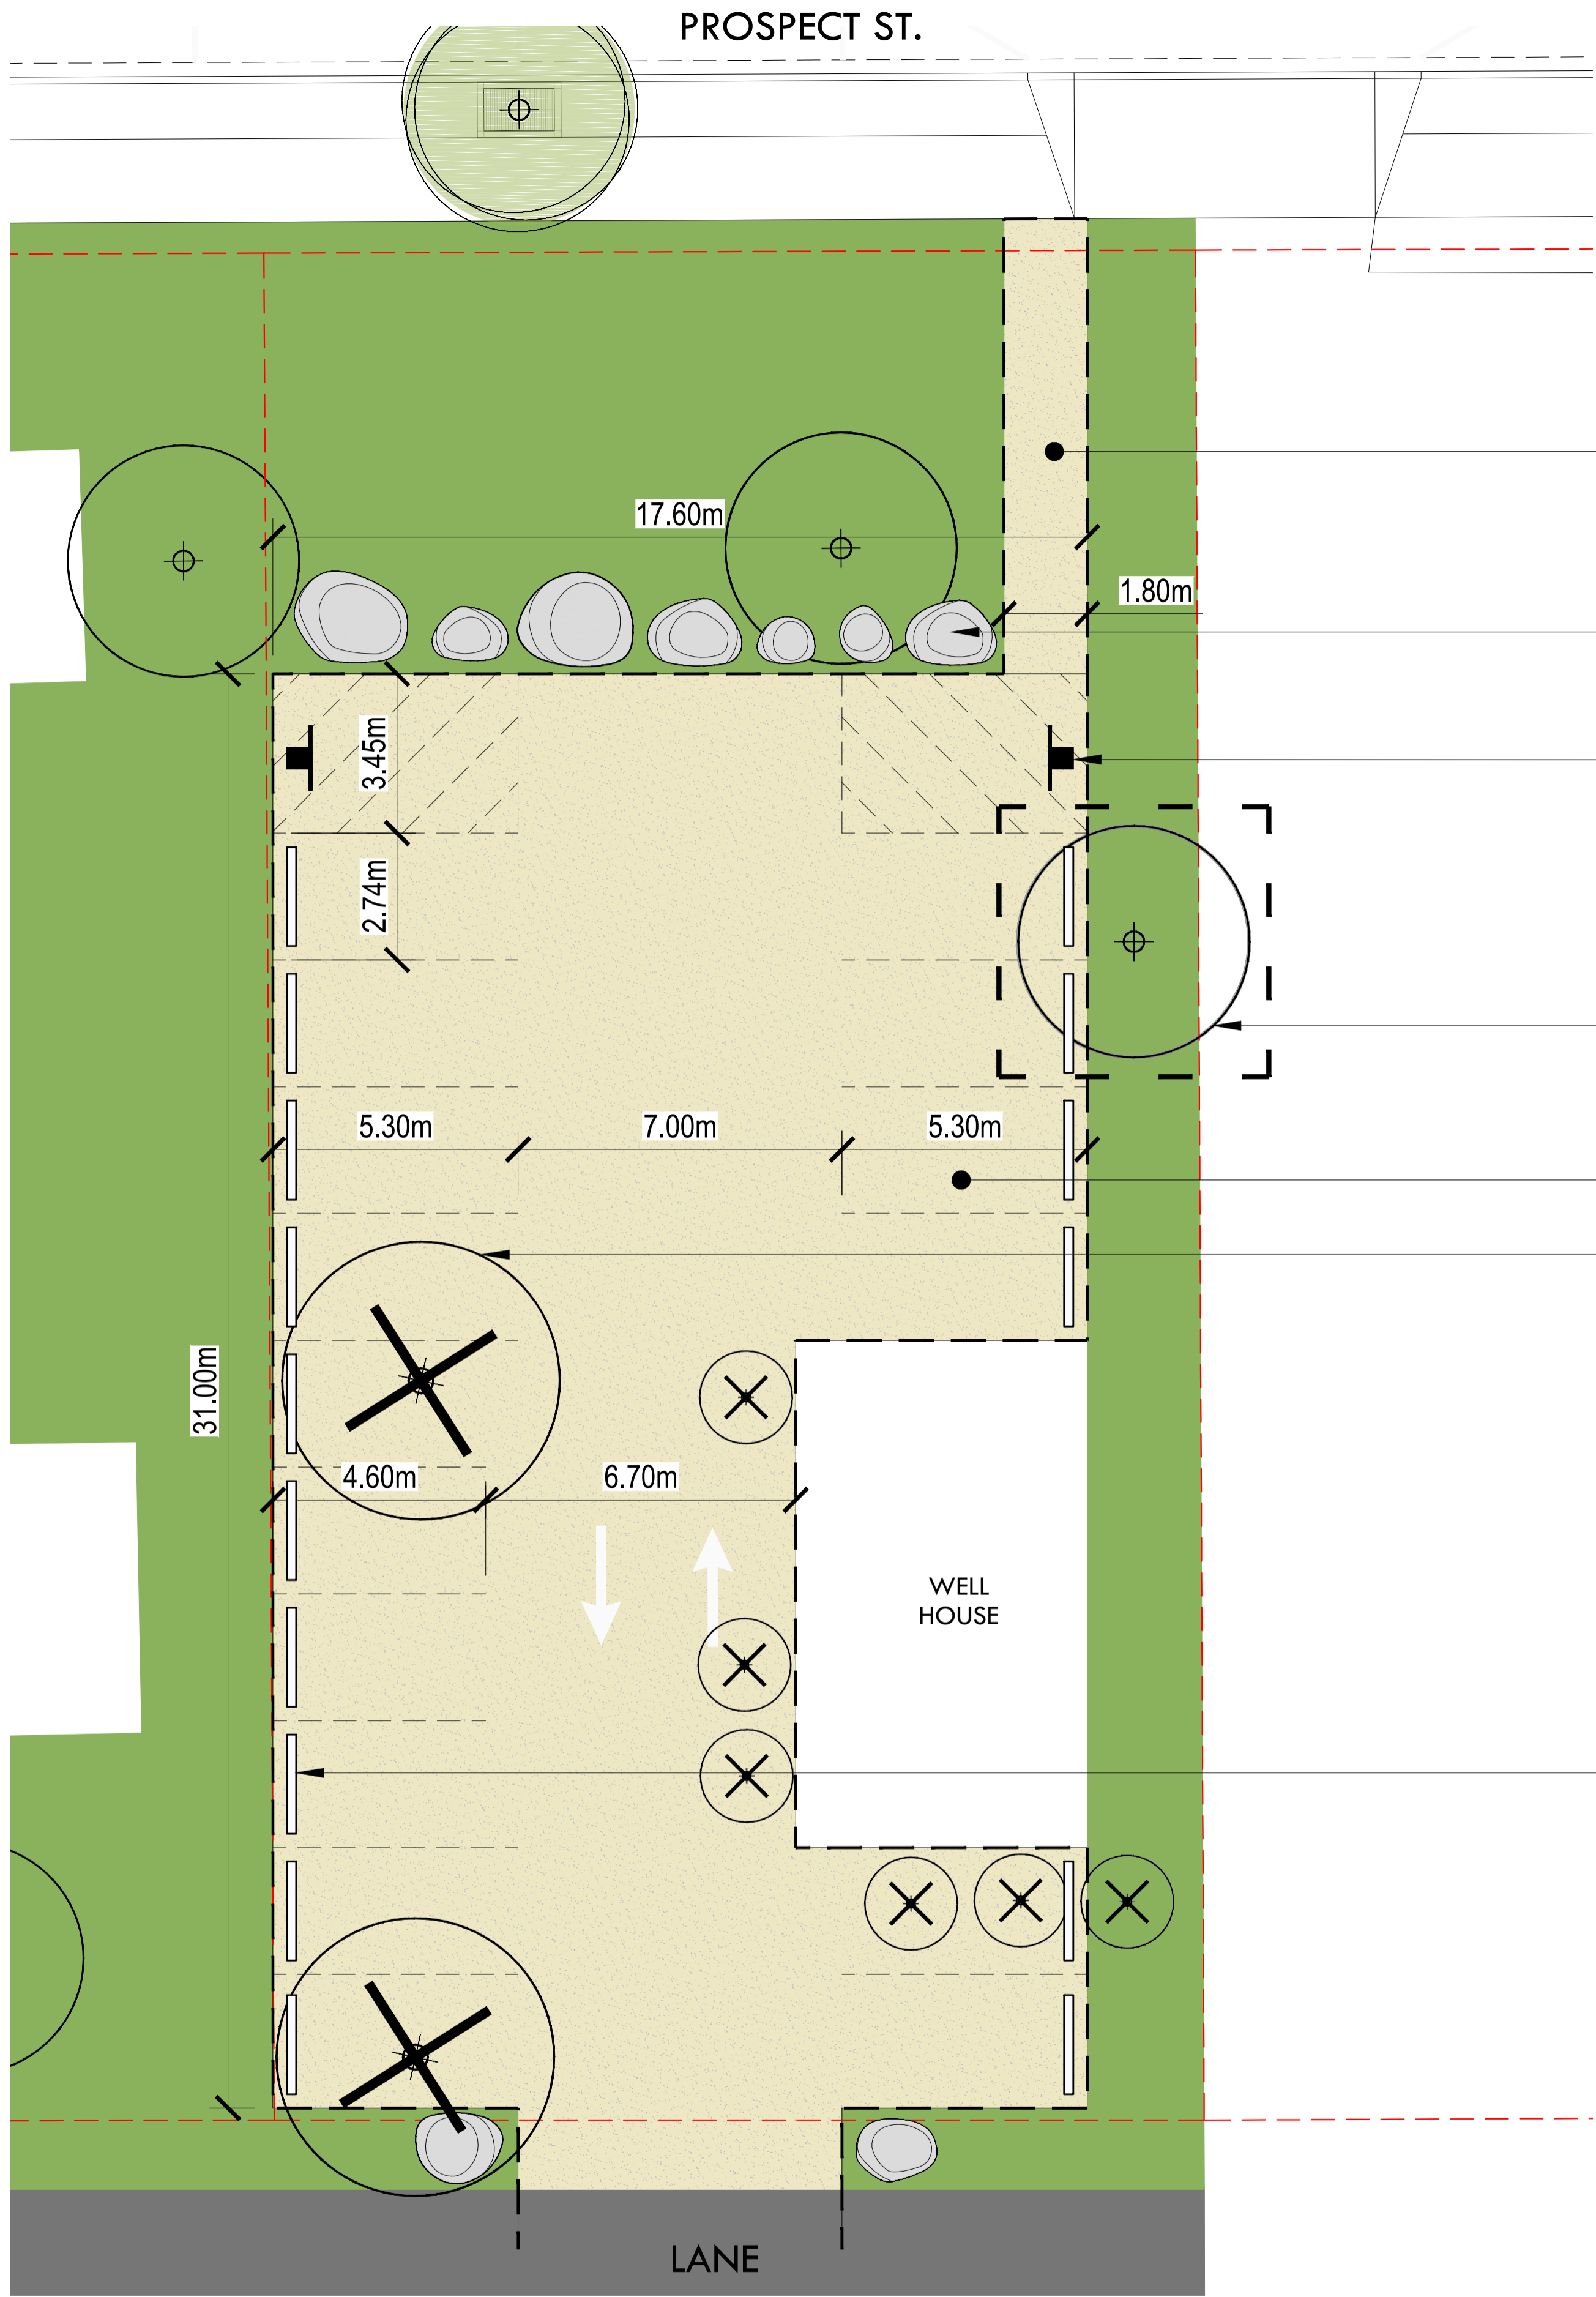 PROSPECT ST.
17.60m
1.80m
3.45m
2.74m
5.30m
7.00m
5.30m
31.00m
4.60m
6.70m
WELL
HOUSE
LANE